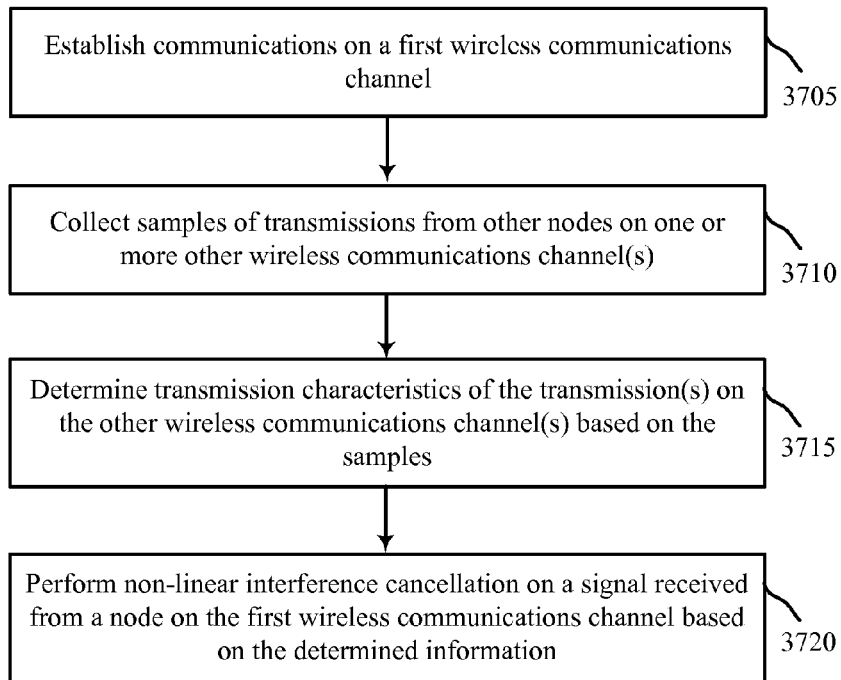 Establish communications on a first wireless communications
channel
3705
Collect samples of transmissions from other nodes on one or
more other wireless communications channel(s)
3710
Determine transmission characteristics of the transmission(s) on
the other wireless communications channel(s) based on the
samples
3715
Perform non-linear interference cancellation on a signal received
from a node on the first wireless communications channel based
on the determined information
3720